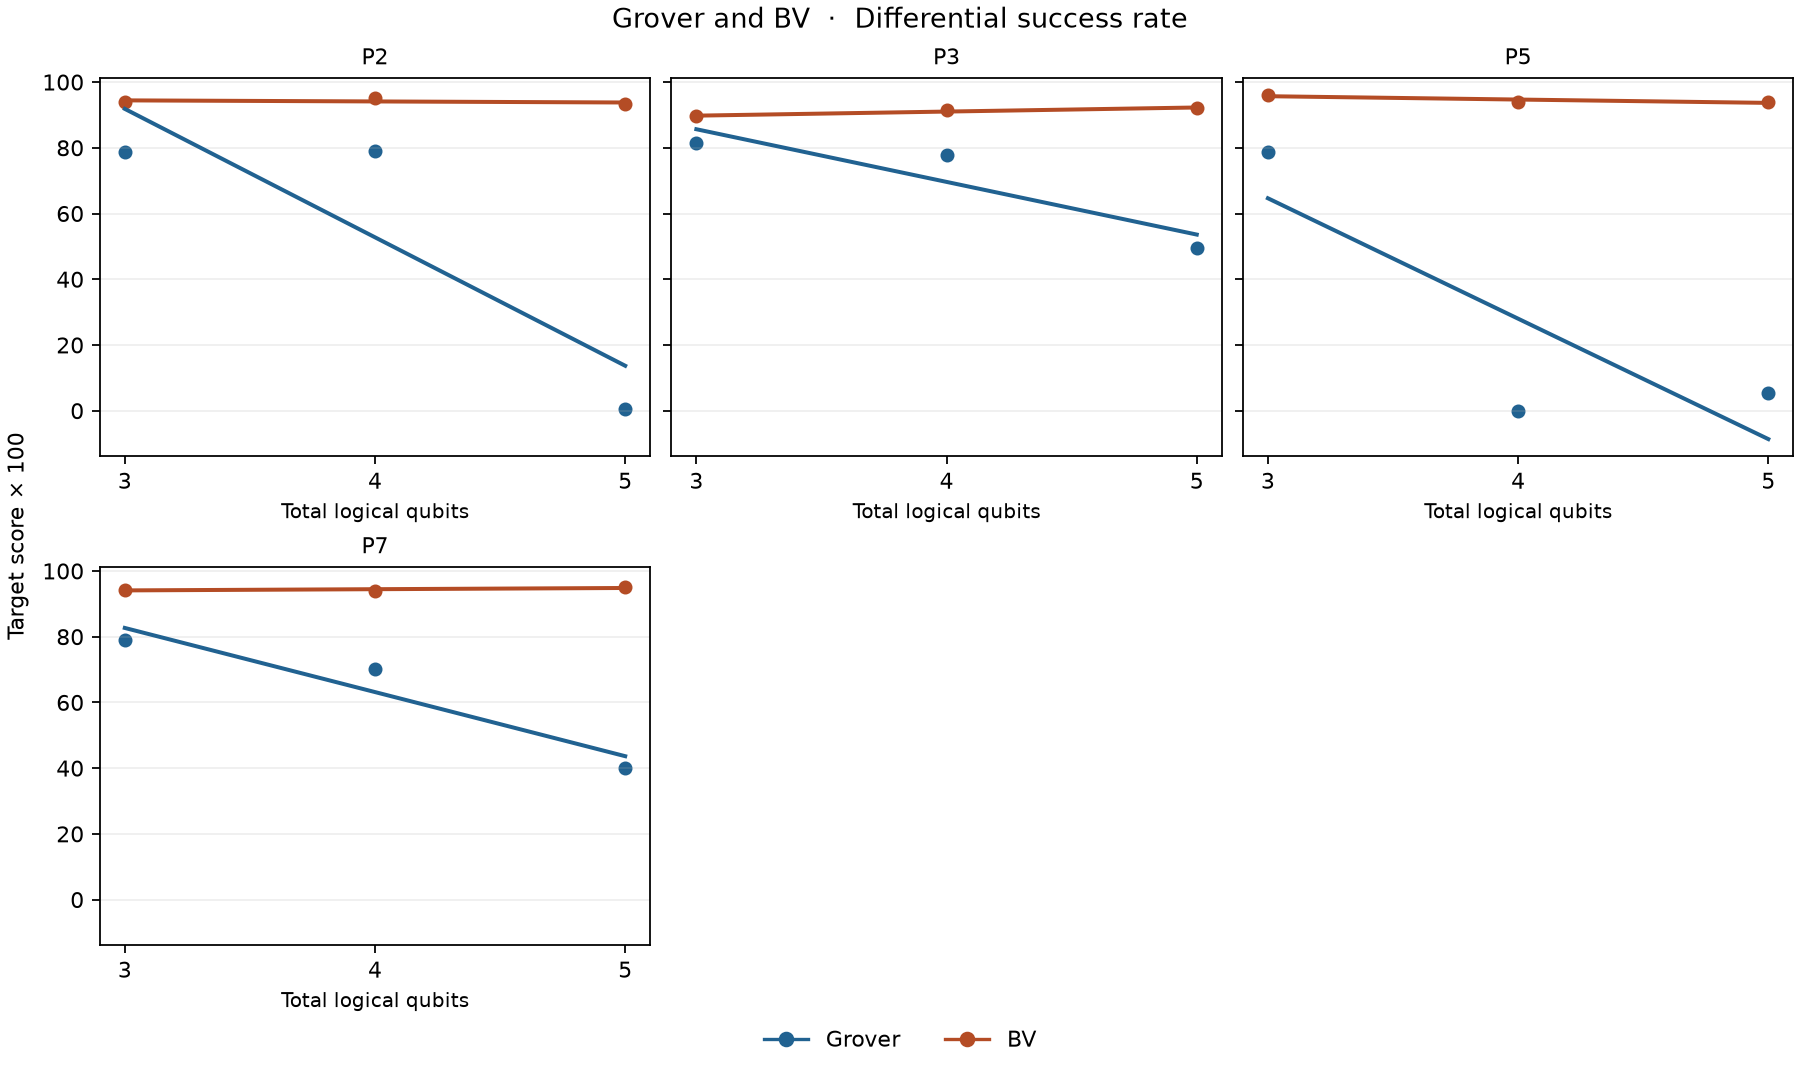 Grover and BV · Differential success rate
P2
P3
P5
100
80
60
40
20
0
3 4 5
3 4 5
3 4 5
Total logical qubits
Total logical qubits
Total logical qubits
Target score × 100
P7
100
80
60
40
20
0
3 4 5
Total logical qubits
Grover
BV